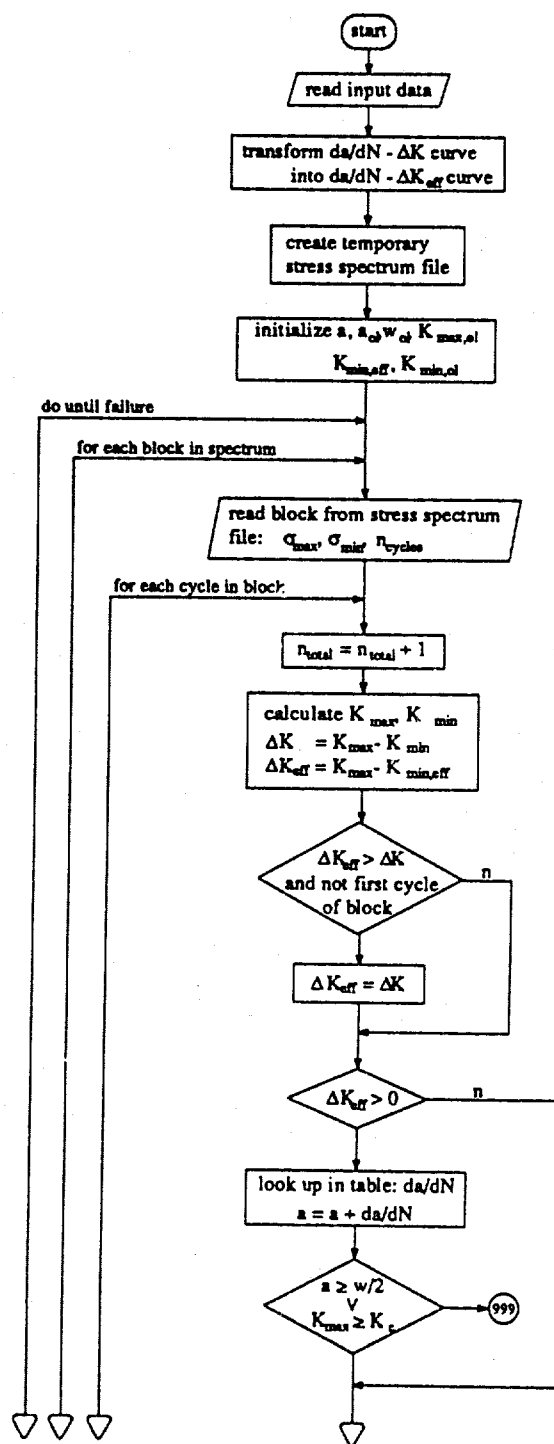 start
read input data
transform da/dN - ΔK curve
into da/dN - ΔK_eff curve
create temporary
stress spectrum file
initialize a, a_ol, w_ol, K_max,ol
K_min,eff, K_min,ol
do until failure
for each block in spectrum
read block from stress spectrum
file: σ_max, σ_min, n_cycles
for each cycle in block
n_total = n_total + 1
calculate K_max, K_min
ΔK = K_max - K_min
ΔK_eff = K_max - K_min,eff
ΔK_eff > ΔK
and not first cycle
of block
n
ΔK_eff = ΔK
ΔK_eff > 0
n
look up in table: da/dN
a = a + da/dN
a ≥ w/2
∨
K_max ≥ K_c
999